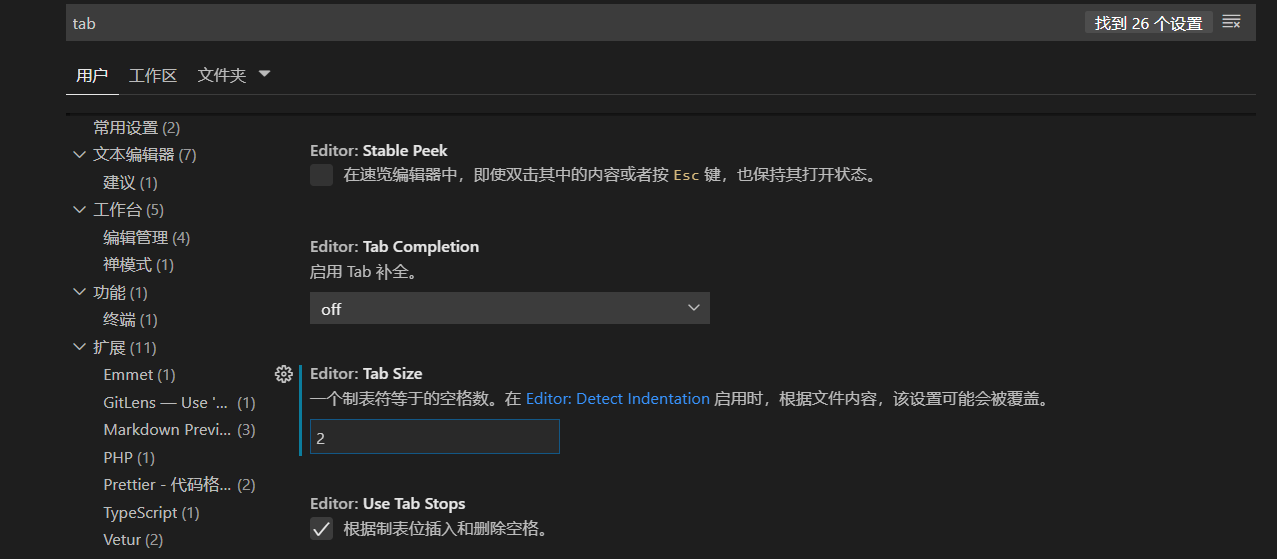 tab
找到 26 个设置
用户 工作区 文件夹
常用设置 (2)
文本编辑器 (7)
建议 (1)
工作台 (5)
编辑管理 (4)
禅模式 (1)
功能 (1)
终端 (1)
扩展 (11)
Emmet (1)
GitLens — Use '... (1)
Markdown Previ... (3)
PHP (1)
Prettier - 代码格... (2)
TypeScript (1)
Vetur (2)
Editor: Stable Peek
在速览编辑器中，即使双击其中的内容或者按 Esc 键，也保持其打开状态。
Editor: Tab Completion
启用 Tab 补全。
off
Editor: Tab Size
一个制表符等于的空格数。在 Editor: Detect Indentation 启用时，根据文件内容，该设置可能会被覆盖。
2
Editor: Use Tab Stops
根据制表位插入和删除空格。